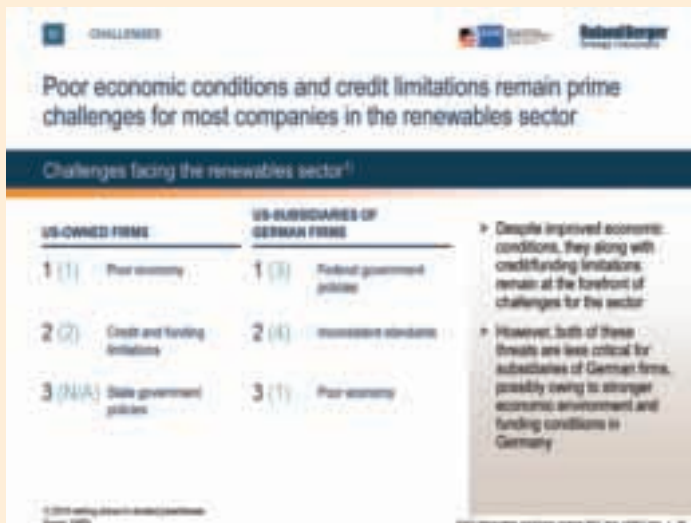 CHALLENGES
Roland Berger
Poor economic conditions and credit limitations remain prime
challenges for most companies in the renewables sector
Challenges facing the renewables sector¹⁾
US-OWNED FIRMS
1 (1) Poor economy
2 (2) Credit and funding
limitations
3 (N/A) State government
policies
US-SUBSIDIARIES OF
GERMAN FIRMS
1 (3) Federal government
policies
2 (4) Inconsistent standards
3 (1) Poor economy
» Despite improved economic
conditions, they along with
credit/funding limitations
remain at the forefront of
challenges for the sector
» However, both of these
threats are less critical for
subsidiaries of German firms,
possibly owing to stronger
economic environment and
funding conditions in
Germany